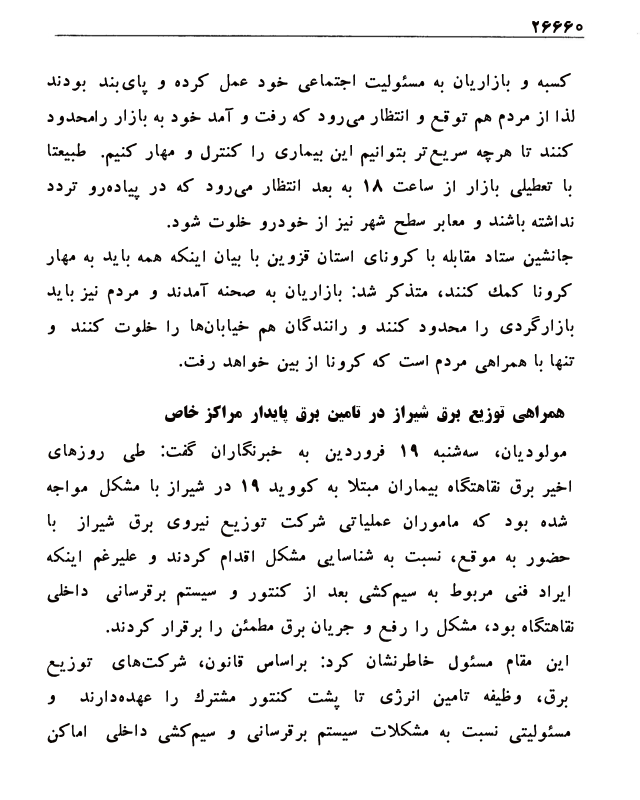 ۲۶۶۶۰
کسبه و بازاریان به مسئولیت اجتماعی خود عمل کرده و پای‌بند بودند
لذا از مردم هم توقع و انتظار می‌رود که رفت و آمد خود به بازار رامحدود
کنند تا هرچه سریع‌تر بتوانیم این بیماری را کنترل و مهار کنیم. طبیعتا
با تعطیلی بازار از ساعت ۱۸ به بعد انتظار می‌رود که در پیاده‌رو تردد
نداشته باشند و معابر سطح شهر نیز از خودرو خلوت شود.
جانشین ستاد مقابله با کرونای استان قزوین با بیان اینکه همه باید به مهار
کرونا کمك کنند، متذکر شد: بازاریان به صحنه آمدند و مردم نیز باید
بازارگردی را محدود کنند و رانندگان هم خیابان‌ها را خلوت کنند و
تنها با همراهی مردم است که کرونا از بین خواهد رفت.
همراهی توزیع برق شیراز در تامین برق پایدار مراکز خاص
مولودیان، سه‌شنبه ۱۹ فروردین به خبرنگاران گفت: طی روزهای
اخیر برق نقاهتگاه بیماران مبتلا به کووید ۱۹ در شیراز با مشکل مواجه
شده بود که ماموران عملیاتی شرکت توزیع نیروی برق شیراز با
حضور به موقع، نسبت به شناسایی مشکل اقدام کردند و علیرغم اینکه
ایراد فنی مربوط به سیم‌کشی بعد از کنتور و سیستم برقرسانی داخلی
نقاهتگاه بود، مشکل را رفع و جریان برق مطمئن را برقرار کردند.
این مقام مسئول خاطرنشان کرد: براساس قانون، شرکت‌های توزیع
برق، وظیفه تامین انرژی تا پشت کنتور مشترك را عهده‌دارند و
مسئولیتی نسبت به مشکلات سیستم برقرسانی و سیم‌کشی داخلی اماکن